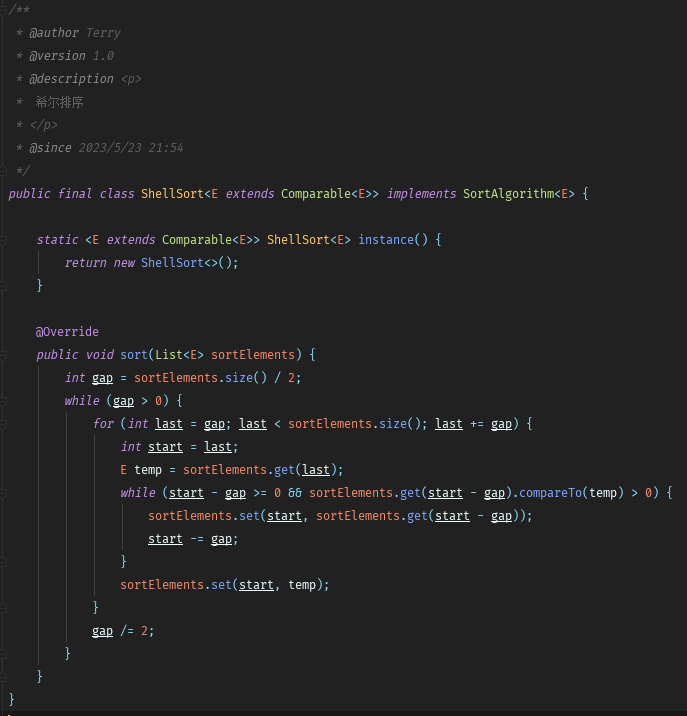 /**
 * @author Terry
 * @version 1.0
 * @description <p>
 *  希尔排序
 * </p>
 * @since 2023/5/23 21:54
 */
public final class ShellSort<E extends Comparable<E>> implements SortAlgorithm<E> {
    static <E extends Comparable<E>> ShellSort<E> instance() {
        return new ShellSort<>();
    }
    @Override
    public void sort(List<E> sortElements) {
        int gap = sortElements.size() / 2;
        while (gap > 0) {
            for (int last = gap; last < sortElements.size(); last += gap) {
                int start = last;
                E temp = sortElements.get(last);
                while (start - gap >= 0 && sortElements.get(start - gap).compareTo(temp) > 0) {
                    sortElements.set(start, sortElements.get(start - gap));
                    start -= gap;
                }
                sortElements.set(start, temp);
            }
            gap /= 2;
        }
    }
}